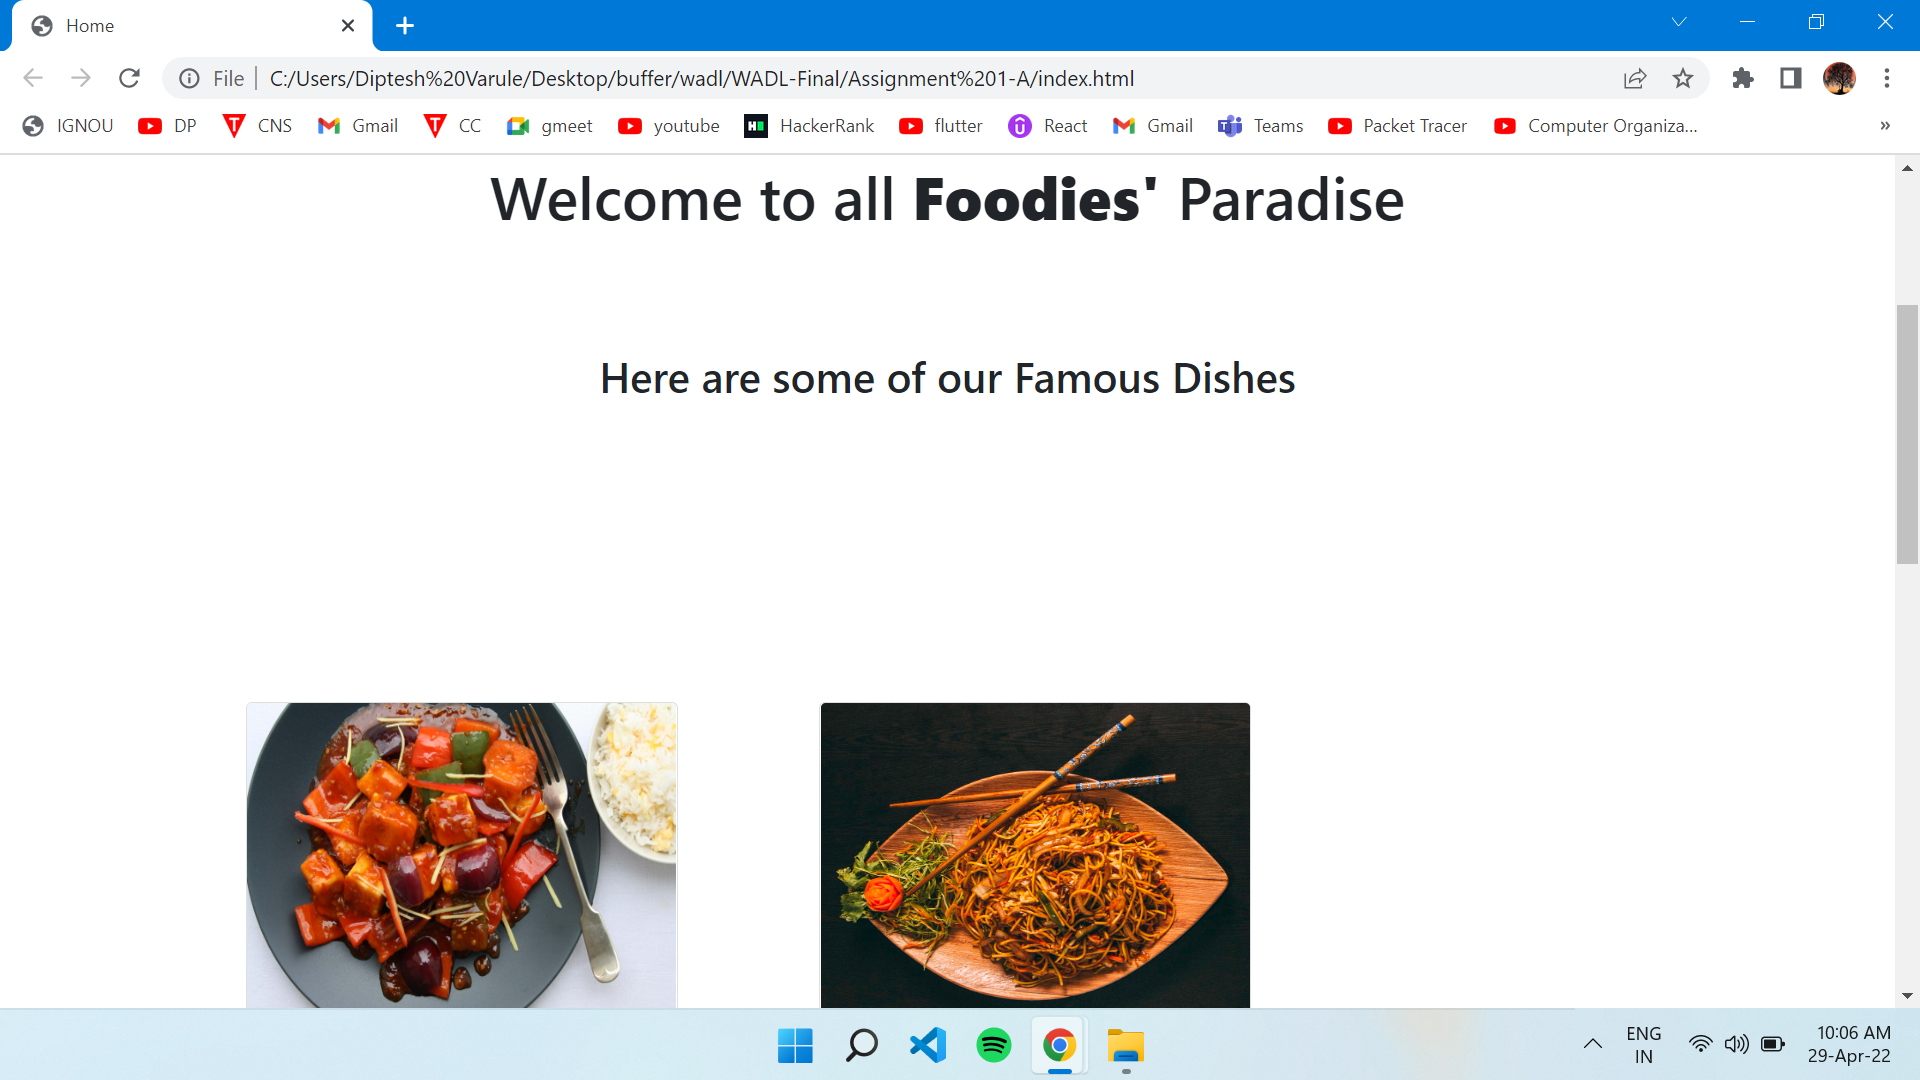 Home
File
C:/Users/Diptesh%20Varule/Desktop/buffer/wadl/WADL-Final/Assignment%201-A/index.html
IGNOU DP CNS Gmail CC gmeet youtube HackerRank flutter React Gmail Teams Packet Tracer Computer Organiza...
Welcome to all Foodies' Paradise
Here are some of our Famous Dishes
ENG
IN
10:06 AM
29-Apr-22